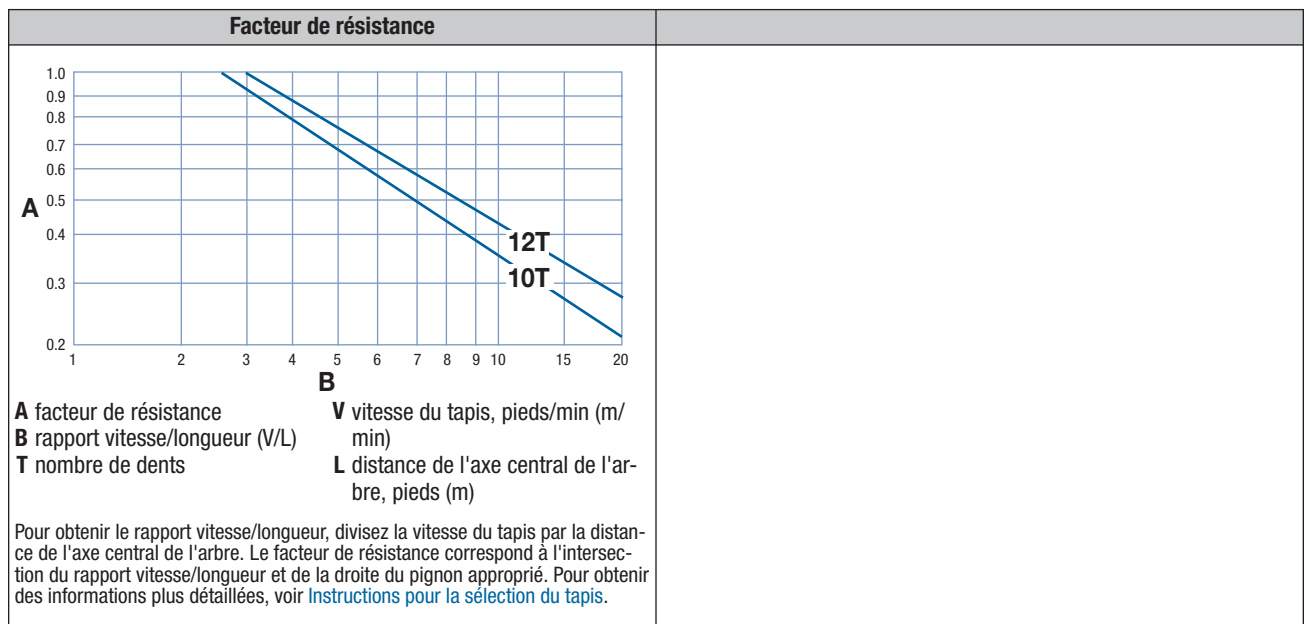 Facteur de résistance
1.0
0.9
0.8
0.7
0.6
0.5
0.4
0.3
0.2
A
12T
10T
1 2 3 4 5 6 7 8 9 10 15 20
B
A facteur de résistance
B rapport vitesse/longueur (V/L)
T nombre de dents
V vitesse du tapis, pieds/min (m/
min)
L distance de l'axe central de l'ar-
bre, pieds (m)
Pour obtenir le rapport vitesse/longueur, divisez la vitesse du tapis par la distan-
ce de l'axe central de l'arbre. Le facteur de résistance correspond à l'intersec-
tion du rapport vitesse/longueur et de la droite du pignon approprié. Pour obtenir
des informations plus détaillées, voir Instructions pour la sélection du tapis.